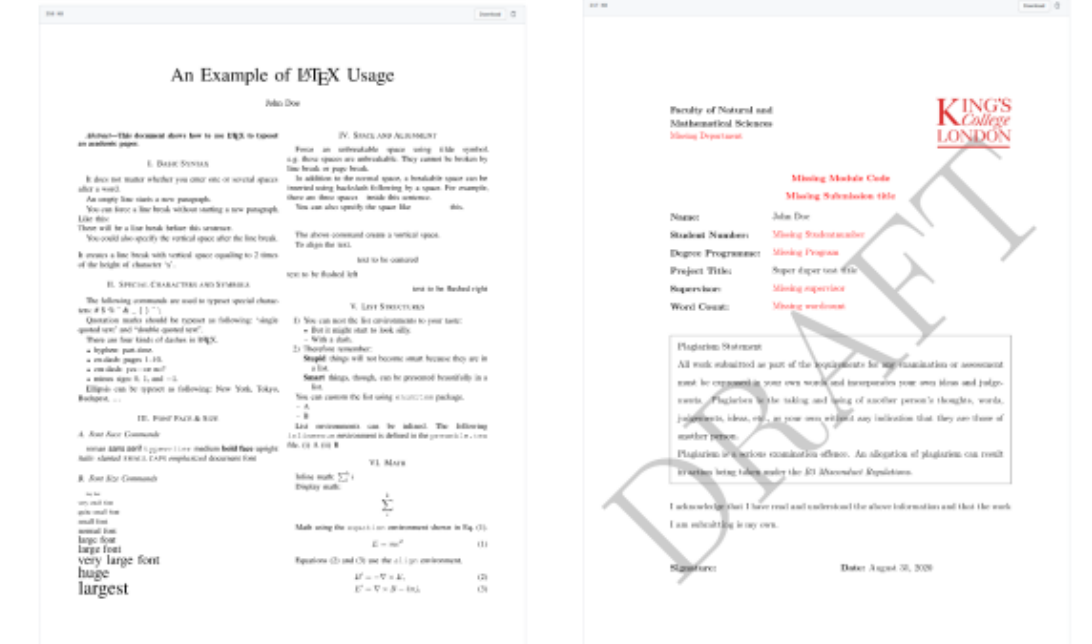 Download
An Example of LATEX Usage
John Doe
Abstract—This document shows how to use LATEX to typeset
an academic paper.
I. BASIC SYNTAX
It does not matter whether you enter one or several spaces
after a word.
An empty line starts a new paragraph.
You can force a line break without starting a new paragraph.
Like this:
There will be a line break before this sentence.
You could also specify the vertical space after the line break.
It creates a line break with vertical space equaling to 2 times
of the height of character 'x'.
II. SPECIAL CHARACTERS AND SYMBOLS
The following commands are used to typeset special charac-
ters: # $ % ^ & _ { } ~ \
Quotation marks should be typeset as following: 'single
quoted text' and "double quoted text".
There are four kinds of dashes in LATEX.
hyphen: part-time.
en-dash: pages 1–10.
em-dash: yes—or no?
minus sign: 0, 1, and −1.
Ellipsis can be typeset as following: New York, Tokyo,
Budapest, ...
III. FONT FACE & SIZE
A. Font Face Commands
roman sans serif typewriter medium bold face upright
italic slanted SMALL CAPS emphasized document font
B. Font Size Commands
very small font
quite small font
small font
normal font
large font
large font
very large font
huge
largest
IV. SPACE AND ALIGNMENT
Force an unbreakable space using tilde symbol.
e.g. these spaces are unbreakable. They cannot be broken by
line break or page break.
In addition to the normal space, a breakable space can be
inserted using backslash following by a space. For example,
there are three spaces inside this sentence.
You can also specify the space like this.
The above command create a vertical space.
To align the text.
text to be centered
text to be flushed left
text to be flushed right
V. LIST STRUCTURES
1) You can nest the list environments to your taste:
But it might start to look silly.
– With a dash.
2) Therefore remember:
Stupid things will not become smart because they are in
a list.
Smart things, though, can be presented beautifully in a
list.
You can custom the list using enumitem package.
– A
– B
List environments can be inlined. The following
environment is defined in the preamble.tex
file. (i) A (ii) B
VI. MATH
Inline math:
Display math:
∑
Math using the equation environment shown in Eq. (1).
E = mc² (1)
Equations (2) and (3) use the align environment.
(2)
(3)
Download
Faculty of Natural and
Mathematical Sciences
Missing Department
KING'S
College
LONDON
Missing Module Code
Missing Submission title
Name: John Doe
Student Number: Missing Studentnumber
Degree Programme: Missing Program
Project Title: Super duper test title
Supervisor: Missing supervisor
Word Count: Missing wordcount
Plagiarism Statement
All work submitted as part of the requirements for any examination or assessment
must be expressed in your own words and incorporates your own ideas and judge-
ments. Plagiarism is the taking and using of another person's thoughts, words,
judgements, ideas, etc., as your own without any indication that they are those of
another person.
Plagiarism is a serious examination offence. An allegation of plagiarism can result
in action being taken under the B3 Misconduct Regulations.
I acknowledge that I have read and understand the above information and that the work
I am submitting is my own.
Signature: Date: August 31, 2020
DRAFT